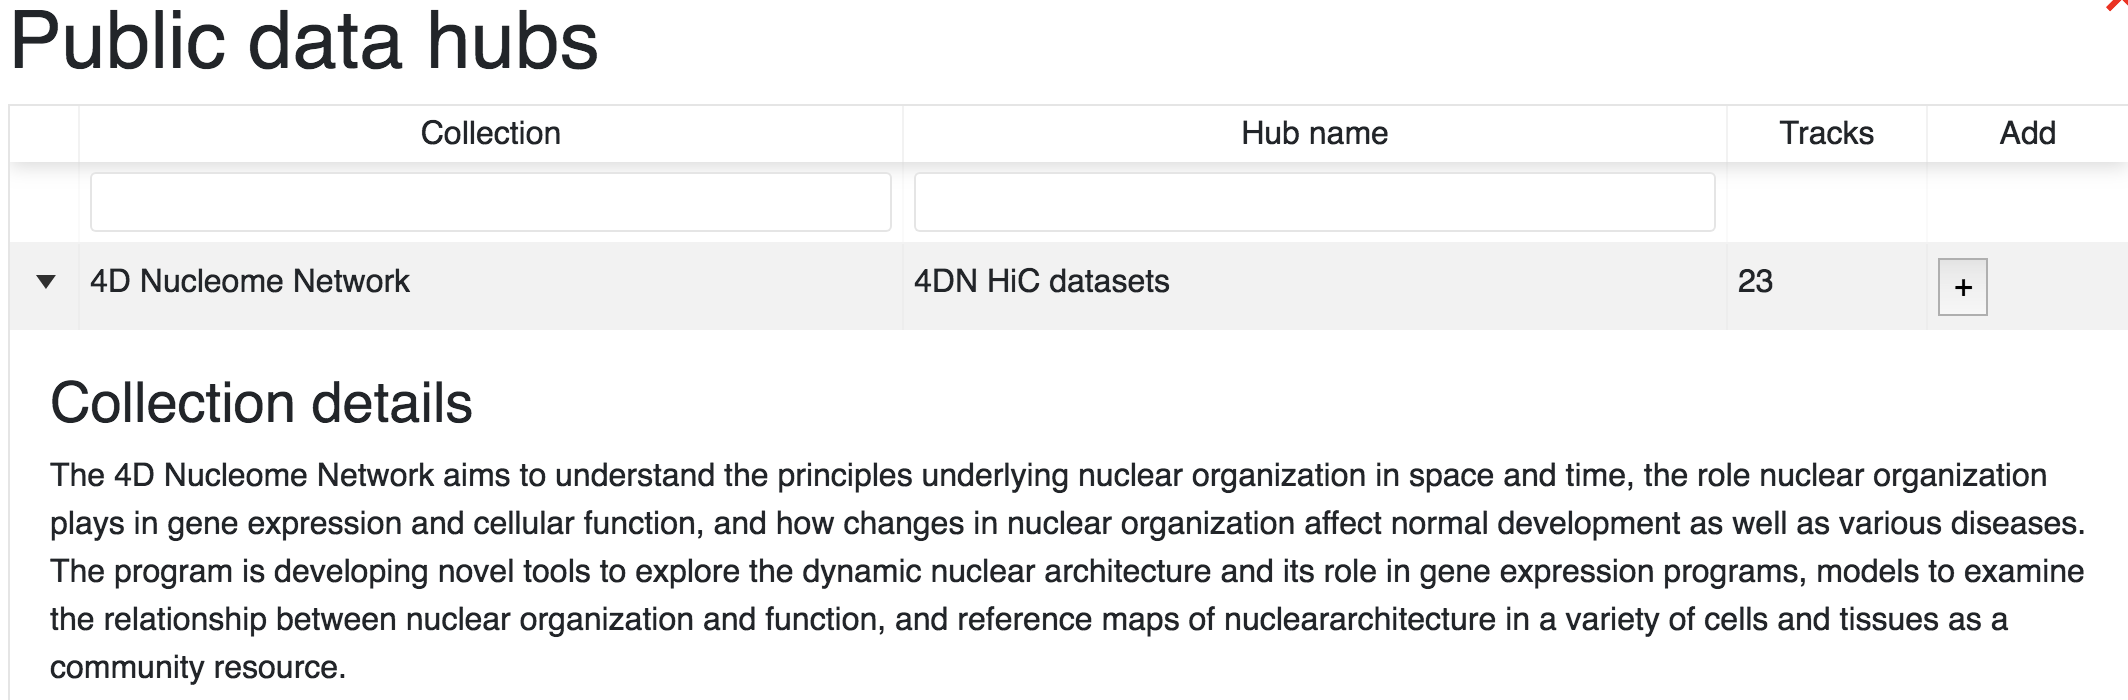 Public data hubs
Collection Hub name Tracks Add
4D Nucleome Network 4DN HiC datasets 23 +
Collection details
The 4D Nucleome Network aims to understand the principles underlying nuclear organization in space and time, the role nuclear organization
plays in gene expression and cellular function, and how changes in nuclear organization affect normal development as well as various diseases.
The program is developing novel tools to explore the dynamic nuclear architecture and its role in gene expression programs, models to examine
the relationship between nuclear organization and function, and reference maps of nucleararchitecture in a variety of cells and tissues as a
community resource.